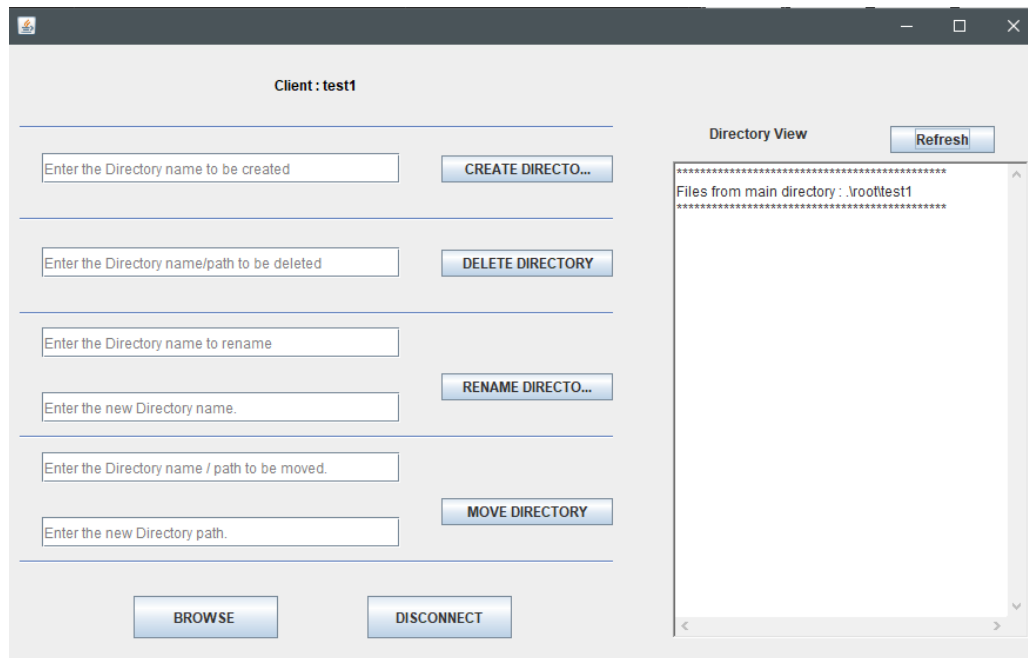 Client : test1
Enter the Directory name to be created
CREATE DIRECTO...
Enter the Directory name/path to be deleted
DELETE DIRECTORY
Enter the Directory name to rename
RENAME DIRECTO...
Enter the new Directory name.
Enter the Directory name / path to be moved.
MOVE DIRECTORY
Enter the new Directory path.
BROWSE
DISCONNECT
Directory View
Refresh
**********************************************
Files from main directory : .\root\test1
**********************************************